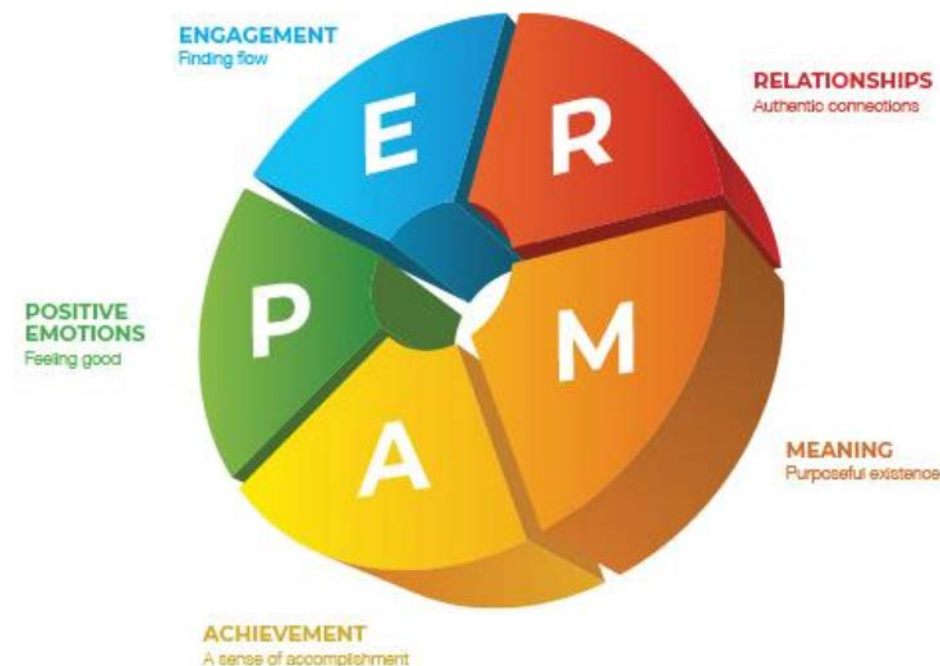 ENGAGEMENT
Finding flow
RELATIONSHIPS
Authentic connections
E
R
P
M
A
POSITIVE
EMOTIONS
Feeling good
MEANING
Purposeful existence
ACHIEVEMENT
A sense of accomplishment